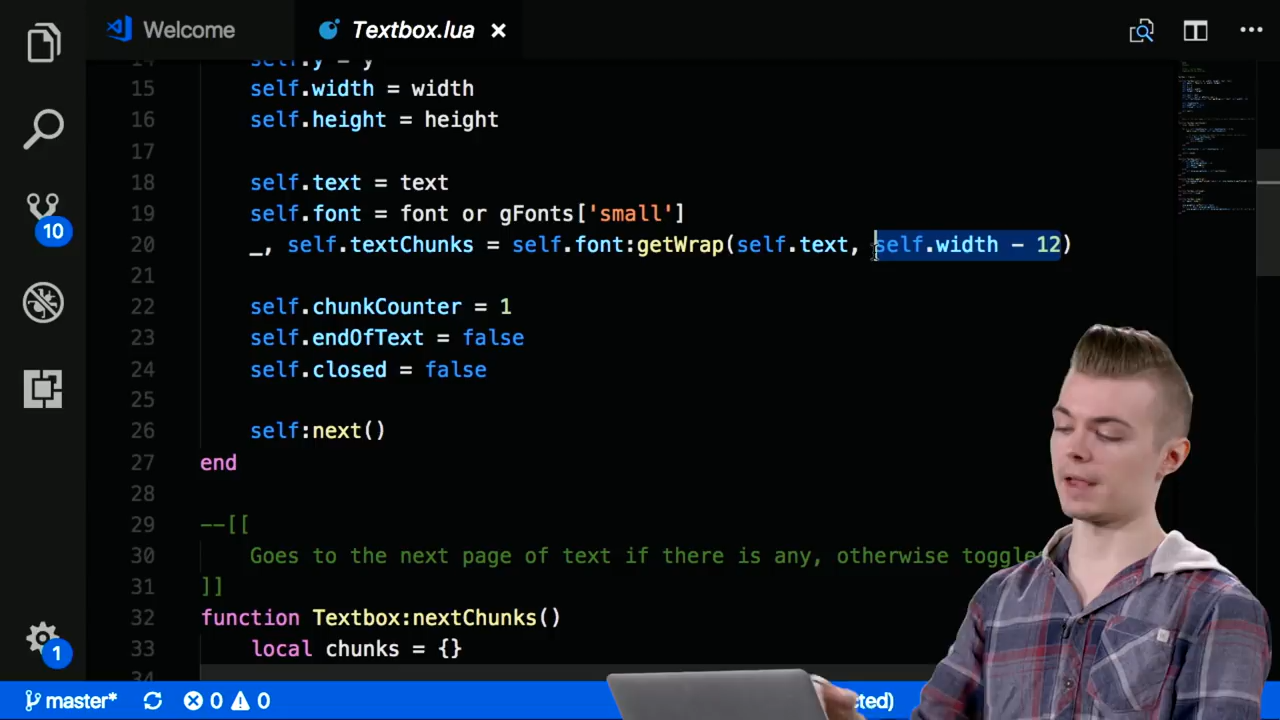 Welcome
Textbox.lua
15 self.width = width
16 self.height = height
17
18 self.text = text
19 self.font = font or gFonts['small']
20 _, self.textChunks = self.font:getWrap(self.text, self.width - 12)
21
22 self.chunkCounter = 1
23 self.endOfText = false
24 self.closed = false
25
26 self:next()
27 end
28
29 --[[
30 Goes to the next page of text if there is any, otherwise
31 ]]
32 function Textbox:nextChunks()
33 local chunks = {}
10
1
master* 0 0